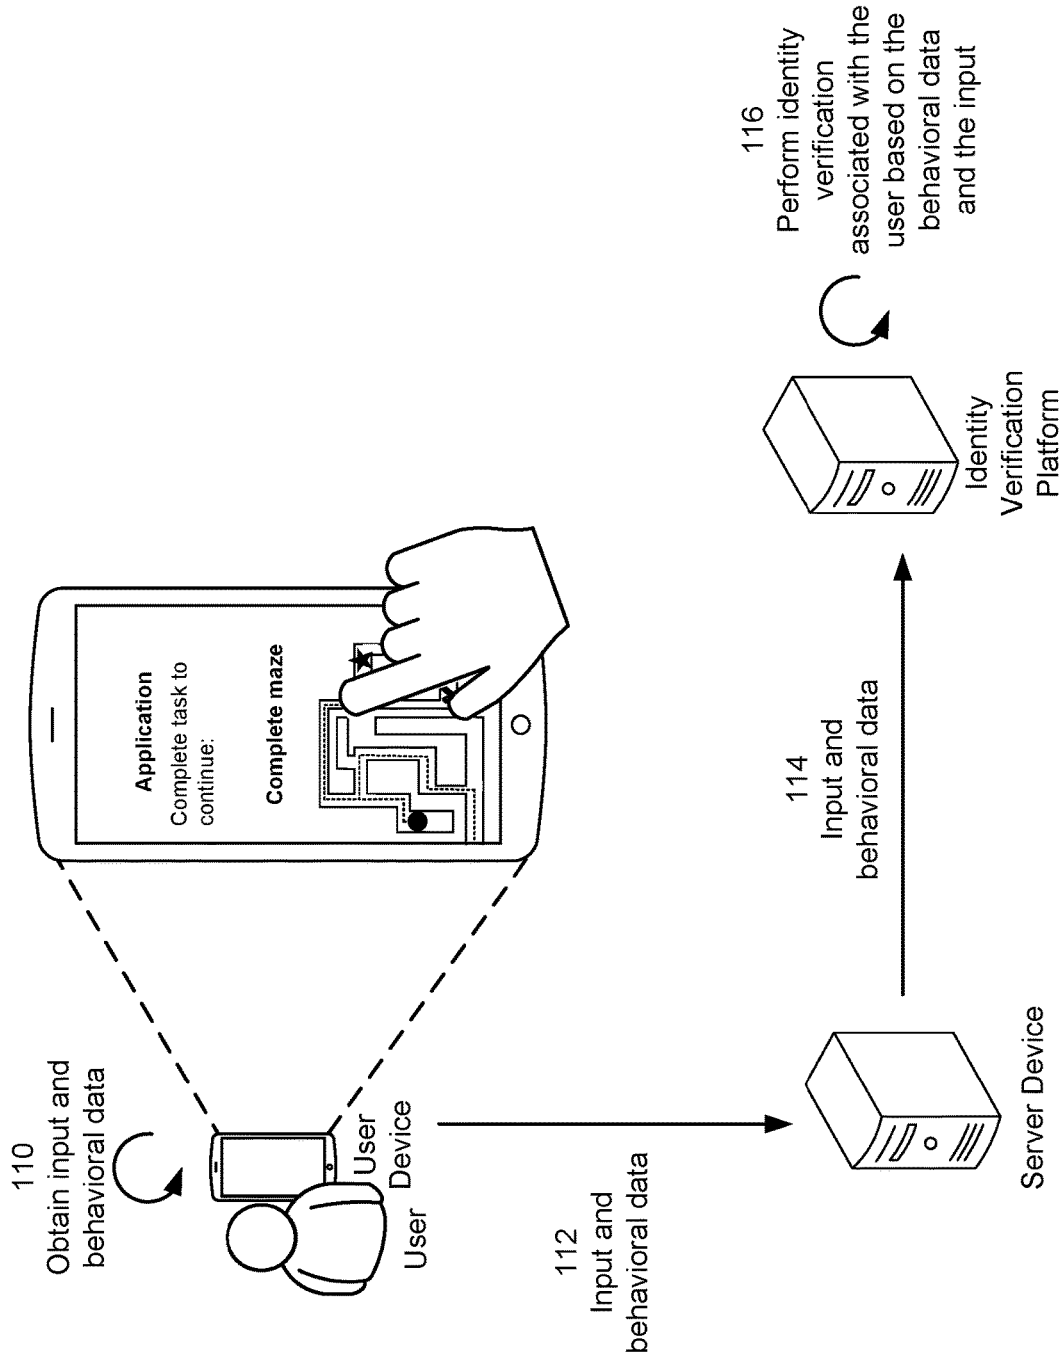 110
Obtain input and
behavioral data
User
Device
User
Application
Complete task to
continue:
Complete maze
112
Input and
behavioral data
Server Device
114
Input and
behavioral data
Identity
Verification
Platform
116
Perform identity
verification
associated with the
user based on the
behavioral data
and the input